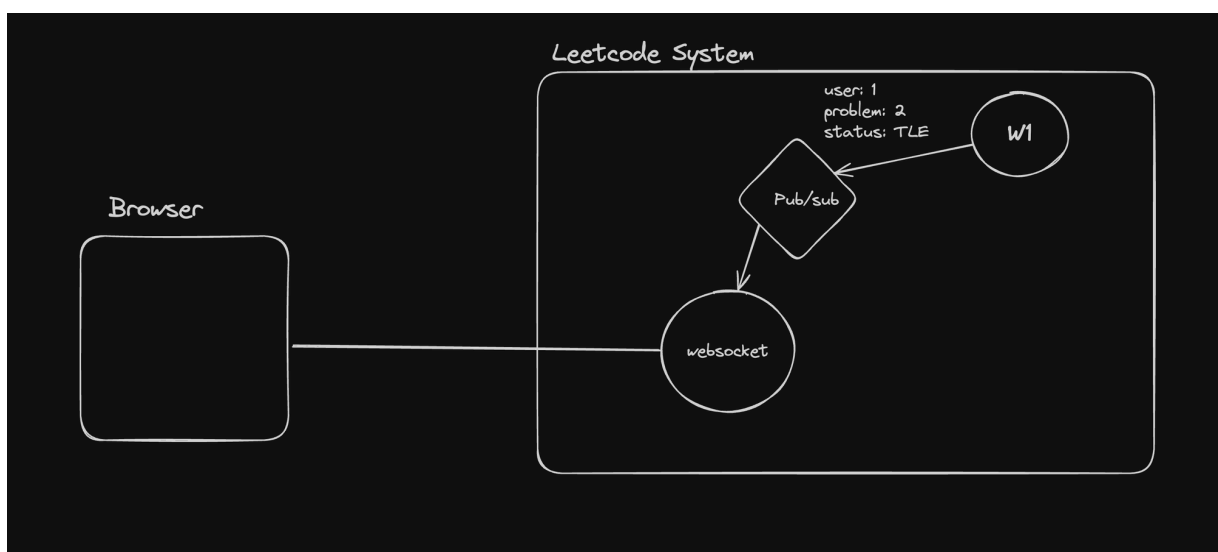 Leetcode System
user: 1
problem: 2
status: TLE
W1
Pub/sub
Browser
websocket